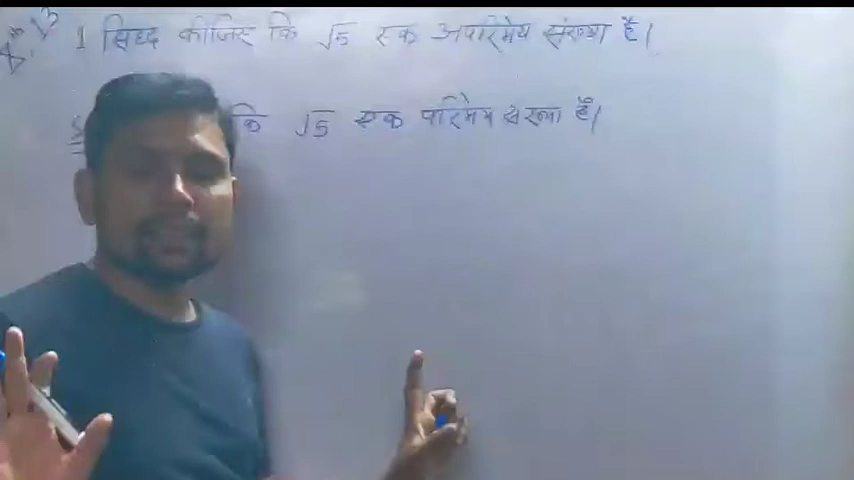 1 सिध्द कीजिए कि √5 एक अपरिमेय संख्या है।
कि √5 एक परिमेय संख्या है।